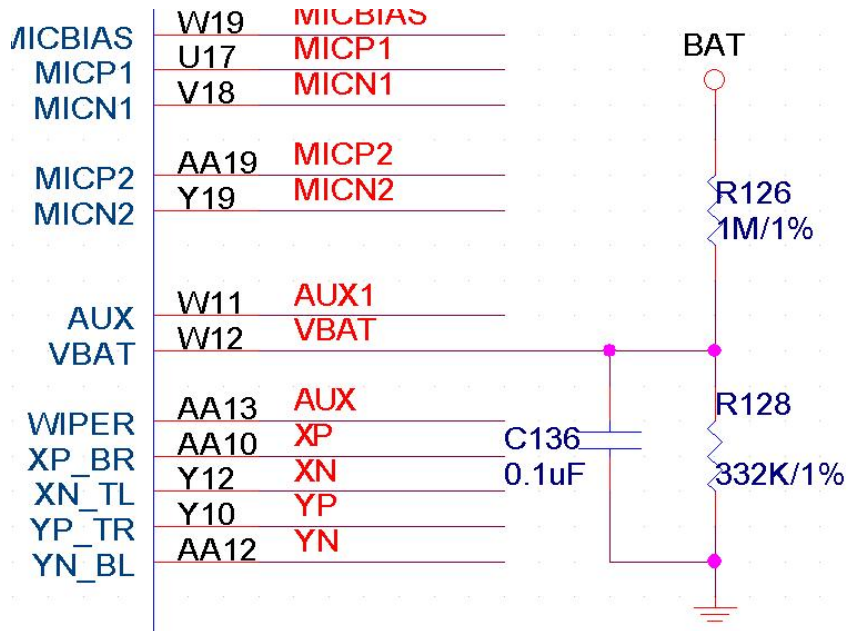 MICBIAS W19 MICBIAS
MICP1 U17 MICP1
MICN1 V18 MICN1
MICP2 AA19 MICP2
MICN2 Y19 MICN2
AUX W11 AUX1
VBAT W12 VBAT
WIPER AA13 AUX
XP_BR AA10 XP
XN_TL Y12 XN
YP_TR Y10 YP
YN_BL AA12 YN
BAT
R126
1M/1%
C136
0.1uF
R128
332K/1%